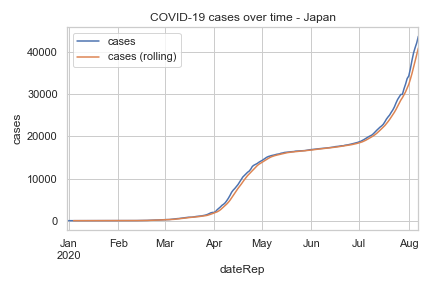 COVID-19 cases over time - Japan
cases
cases (rolling)
cases
40000
30000
20000
10000
0
Jan
2020
Feb
Mar
Apr
May
Jun
Jul
Aug
dateRep